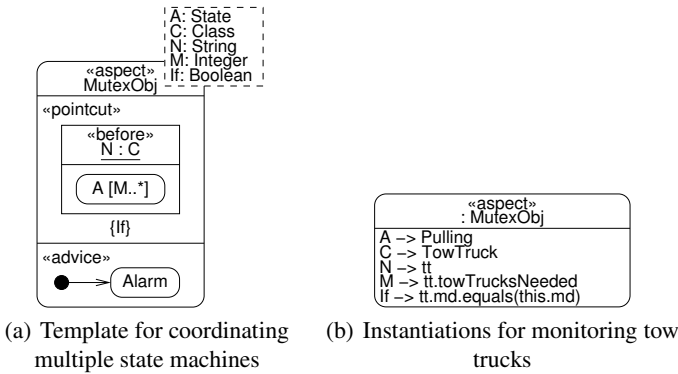 A: State
C: Class
N: String
M: Integer
If: Boolean
«aspect»
MutexObj
«pointcut»
«before»
N : C
A [M..*]
{If}
«advice»
Alarm
(a) Template for coordinating
multiple state machines
«aspect»
: MutexObj
A −> Pulling
C −> TowTruck
N −> tt
M −> tt.towTrucksNeeded
If −> tt.md.equals(this.md)
(b) Instantiations for monitoring tow
trucks